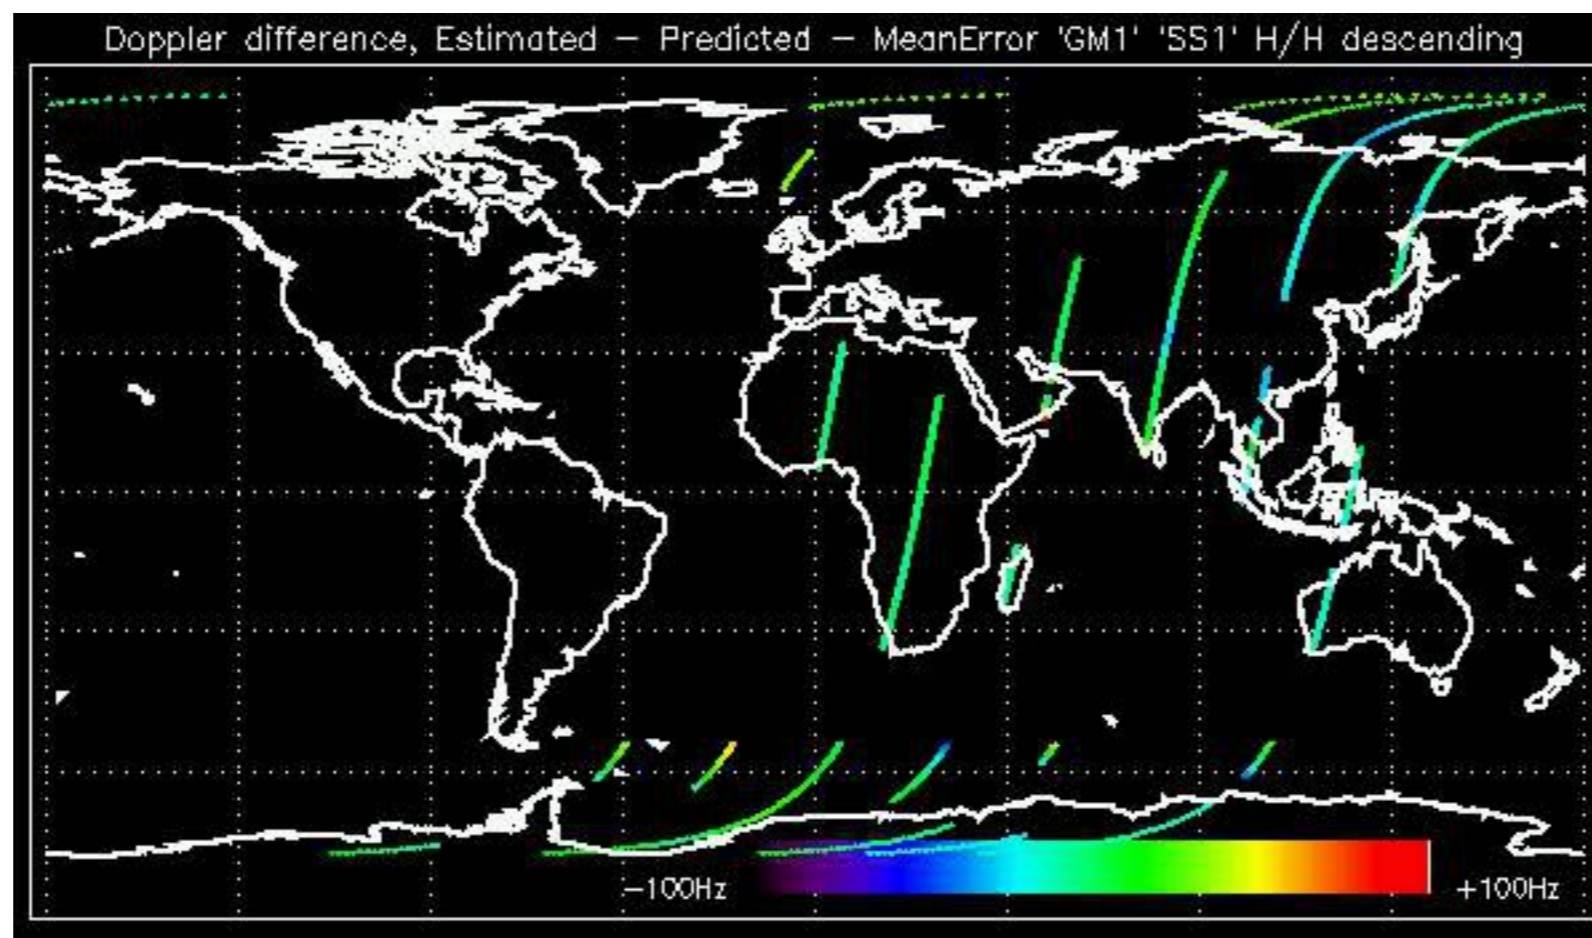 Doppler difference, Estimated – Predicted – MeanError 'GM1' 'SS1' H/H descending
–100Hz
+100Hz